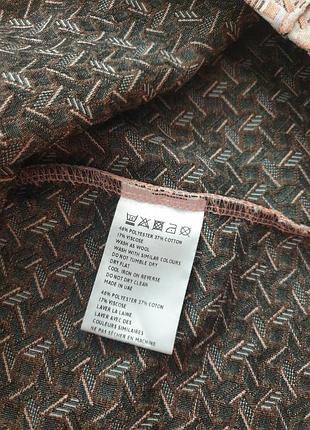 46% POLYESTER 37% COTTON
17% VISCOSE
WASH AS WOOL
WASH WITH SIMILAR COLOURS
DO NOT TUMBLE DRY
DRY FLAT
COOL IRON ON REVERSE
DO NOT DRY CLEAN
MADE IN UAE
46% POLYESTER 37% COTTON
17% VISCOSE
LAVER LA LAINE
LAVER AVEC DES
COULEURS SIMILAIRES
NE PAS SÉCHER EN MACHINE